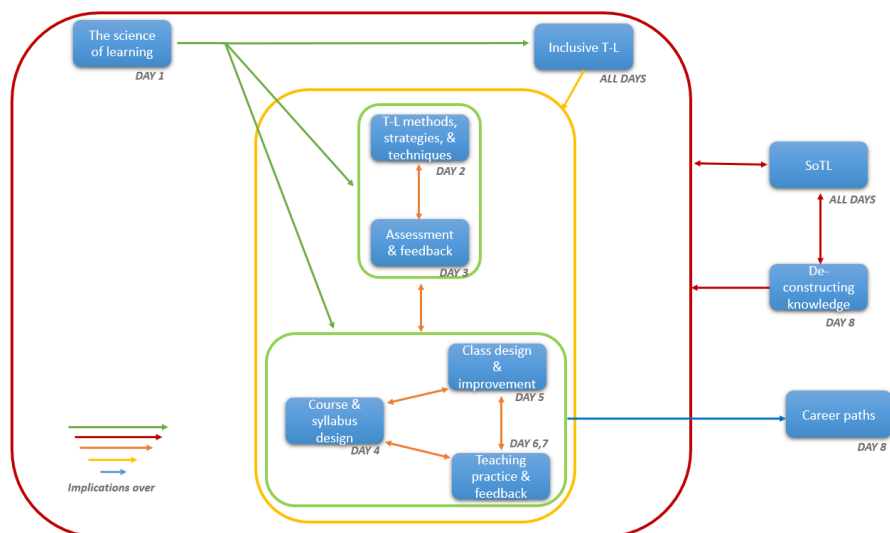 The science
of learning
DAY 1
Inclusive T-L
ALL DAYS
T-L methods,
strategies, &
techniques
DAY 2
Assessment
& feedback
DAY 3
SoTL
ALL DAYS
De-
constructing
knowledge
DAY 8
Class design
&
improvement
DAY 5
Course &
syllabus
design
DAY 4
DAY 6,7
Teaching
practice &
feedback
Career paths
DAY 8
Implications over